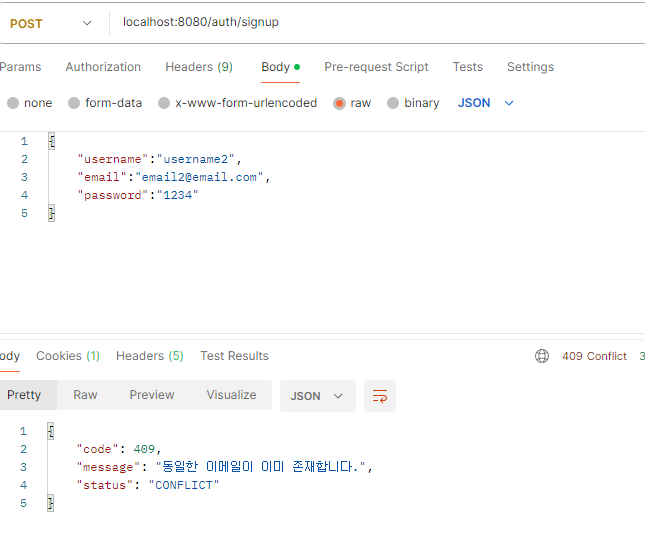 POST localhost:8080/auth/signup
Params Authorization Headers (9) Body Pre-request Script Tests Settings
none form-data x-www-form-urlencoded raw binary JSON
1 {
2 "username":"username2",
3 "email":"email2@email.com",
4 "password":"1234"
5 }
ody Cookies (1) Headers (5) Test Results 409 Conflict 3
Pretty Raw Preview Visualize JSON
1 {
2 "code": 409,
3 "message": "동일한 이메일이 이미 존재합니다.",
4 "status": "CONFLICT"
5 }